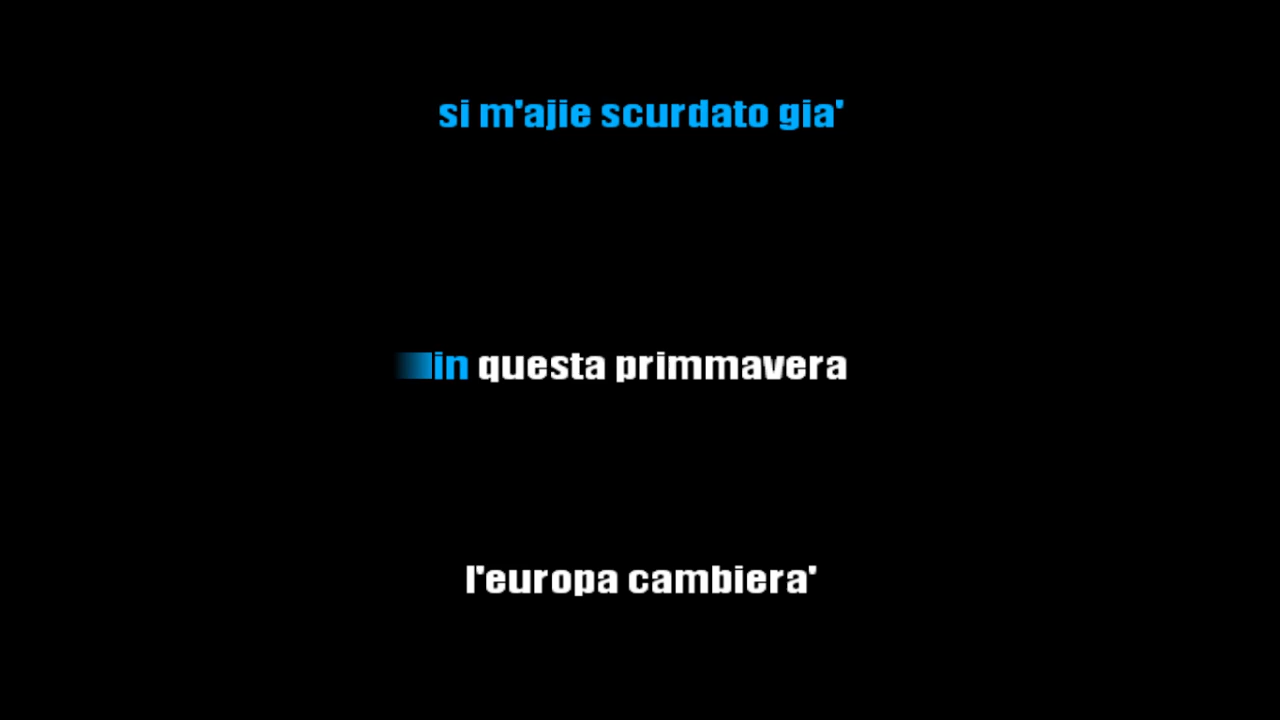 si m'ajie scurdato gia'
in questa primmavera
l'europa cambiera'